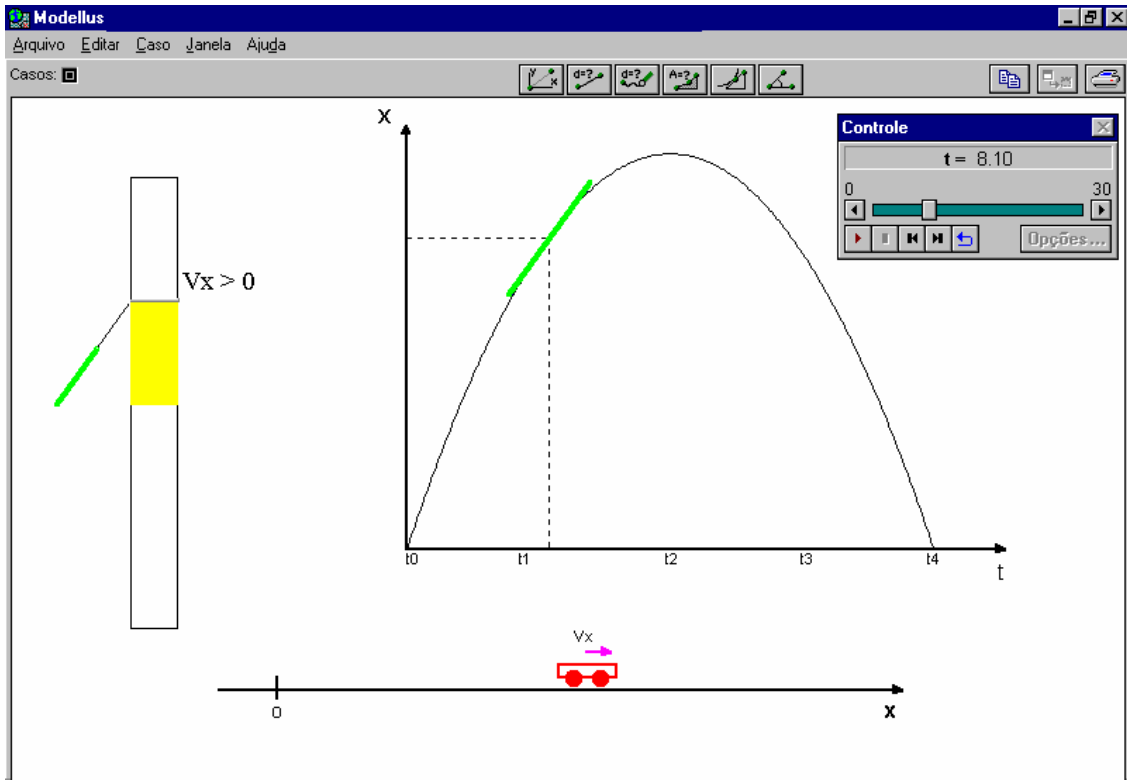 Modellus
Arquivo Editar Caso Janela Ajuda
Casos:
y x d=? d=? A=?
Controle
t = 8.10
0 30
Opções...
x
Vx > 0
t0 t1 t2 t3 t4
t
Vx
0
x